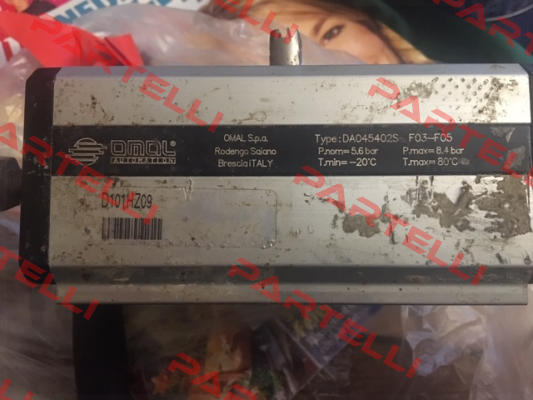 OMAL
AUTOMATION
OMAL S.p.a.
Rodengo Saiano
Brescia ITALY
Type: DA045402S F03-F05
P.nom= 5,6 bar P.max= 8,4 bar
T.min= -20°C T.max= 80°C
D101HZ09
PARTELLI
PARTELLI
PARTELLI
PARTELLI
PARTELLI
PARTELLI